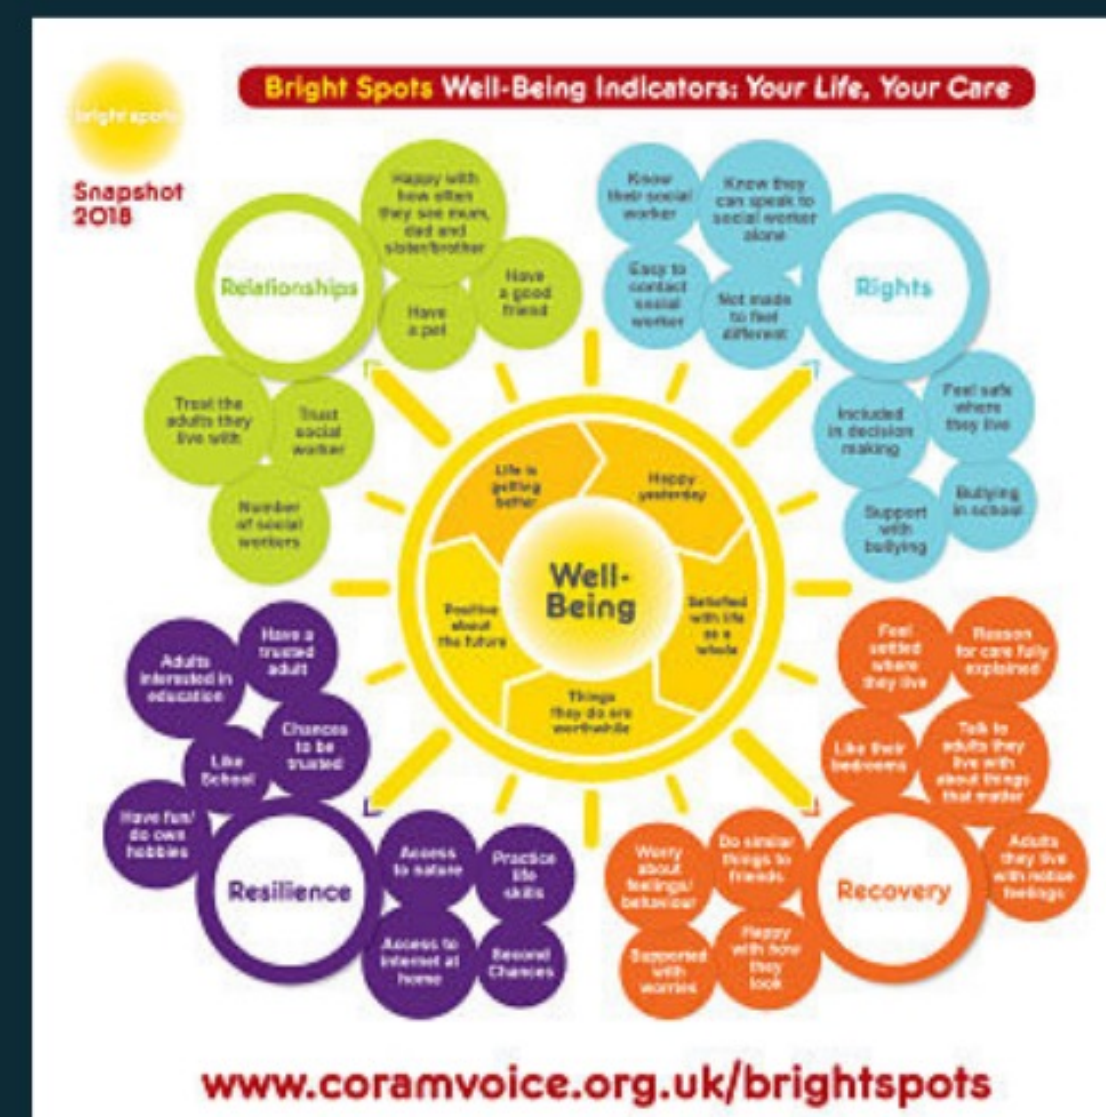 Bright Spots Well-Being Indicators: Your Life, Your Care
bright spots
Snapshot
2018
Relationships
Happy with
how often
they see mum,
dad and
sister/brother
Have
a pet
Have
a good
friend
Trust the
adults they
live with
Trust
social
worker
Number
of social
workers
Know
their social
worker
Know they
can speak to
social worker
alone
Easy to
contact
social
worker
Not made
to feel
different
Rights
Included
in decision
making
Feel safe
where
they live
Support
with
bullying
Bullying
in school
Life is
getting
better
Happy
yesterday
Well-
Being
Positive
about
the future
Satisfied
with life
as a
whole
Things
they do are
worthwhile
Adults
interested in
education
Have a
trusted
adult
Like
School
Chances
to be
trusted
Have fun/
do own
hobbies
Resilience
Access
to nature
Practice
life
skills
Access to
internet at
home
Second
Chances
Feel
settled
where
they live
Reason
for care fully
explained
Like their
bedrooms
Talk to
adults they
live with
about things
that matter
Worry
about
feelings/
behaviour
Do similar
things to
friends
Recovery
Adults
they live
with notice
feelings
Supported
with
worries
Happy
with how
they
look
www.coramvoice.org.uk/brightspots